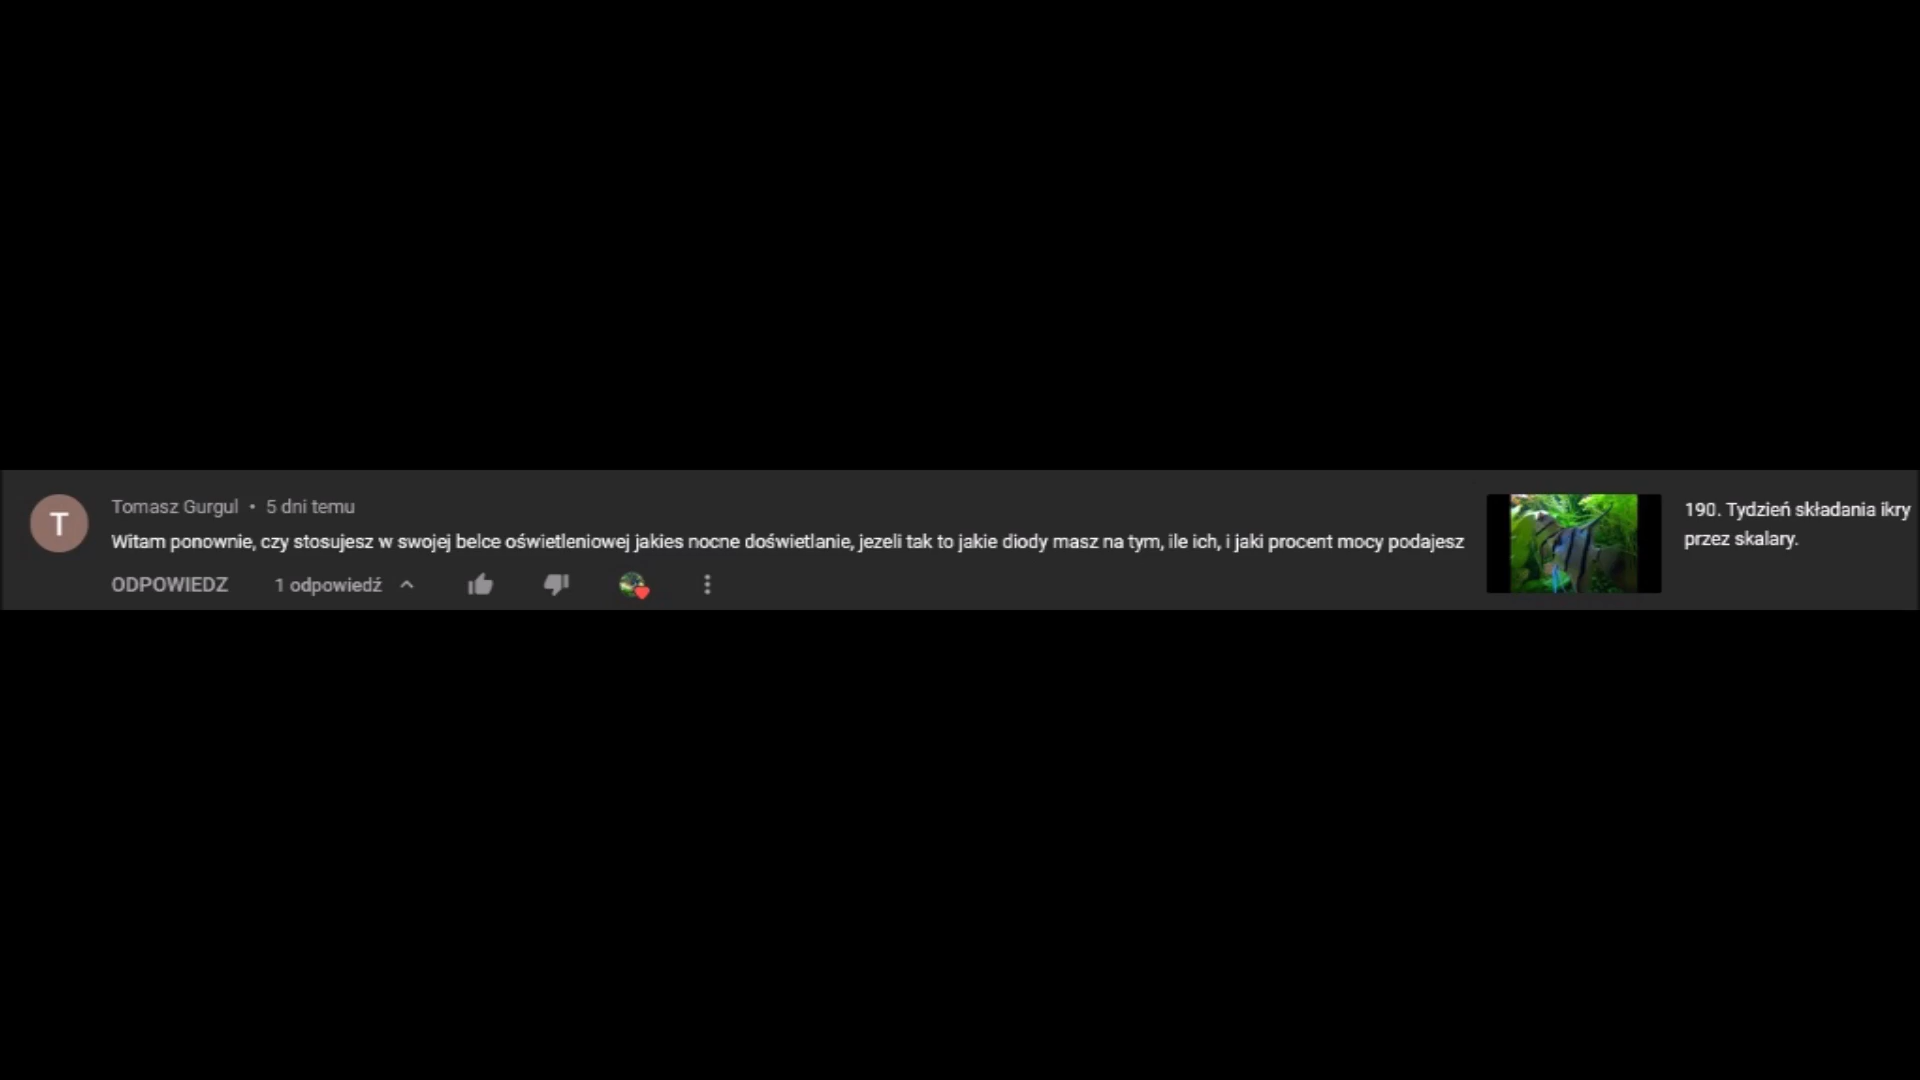 T
Tomasz Gurgul • 5 dni temu
Witam ponownie, czy stosujesz w swojej belce oświetleniowej jakies nocne doświetlanie, jezeli tak to jakie diody masz na tym, ile ich, i jaki procent mocy podajesz
ODPOWIEDZ 1 odpowiedź
190. Tydzień składania ikry
przez skalary.